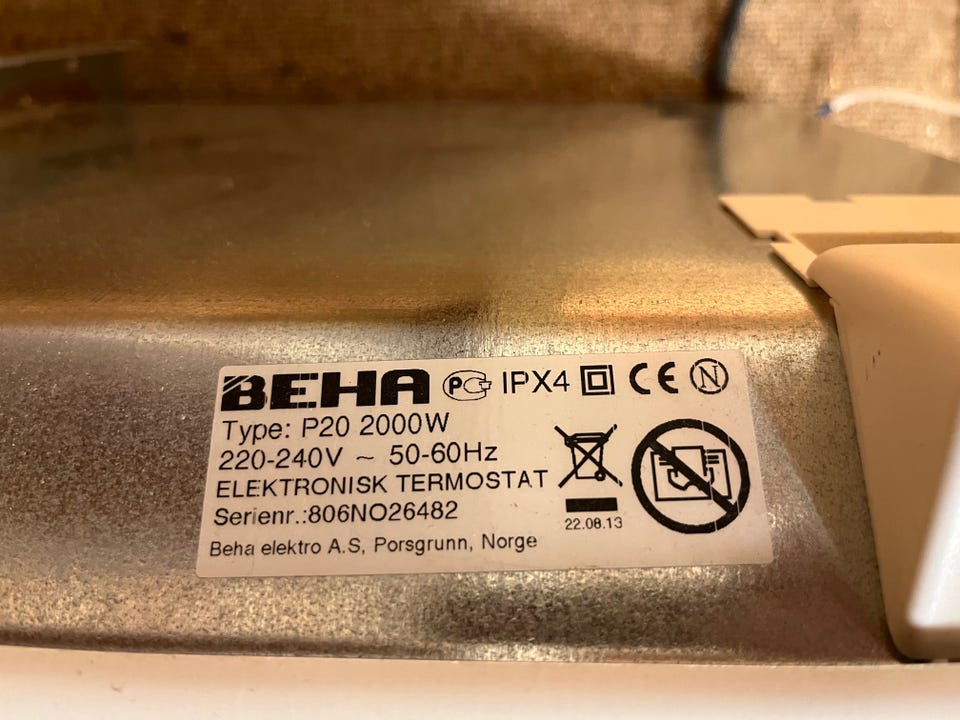 BEHA PG IPX4 CE N
Type: P20 2000W
220-240V ~ 50-60Hz
ELEKTRONISK TERMOSTAT
Serienr.:806NO26482
22.08.13
Beha elektro A.S, Porsgrunn, Norge